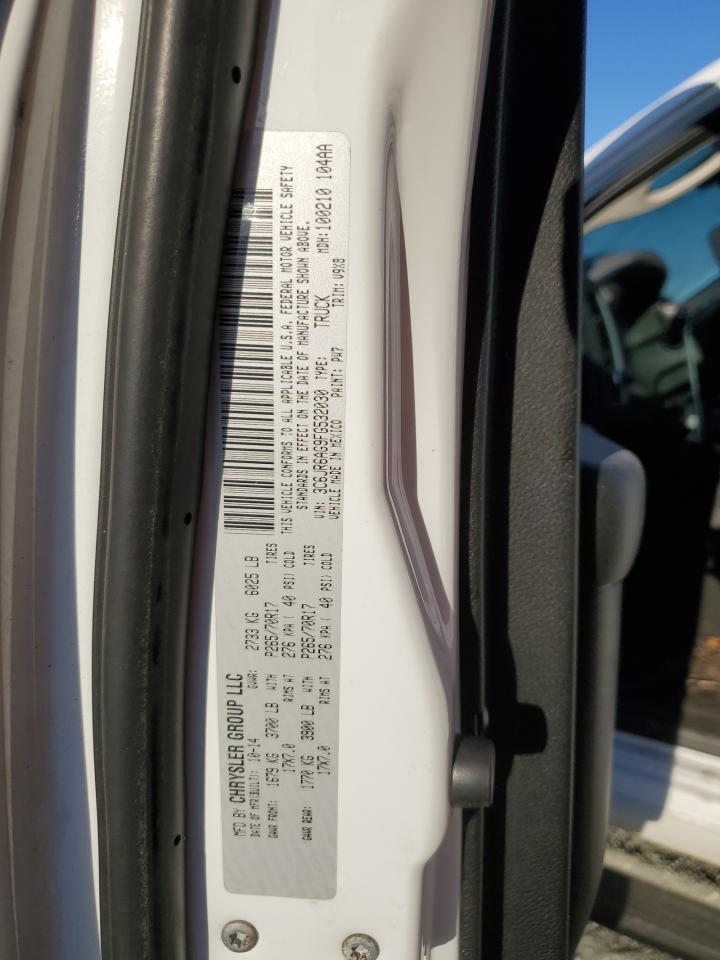 MFD BY CHRYSLER GROUP LLC
DATE OF MFR(BUILT): 10-14 GVWR: 2733 KG 6025 LB
GAWR FRONT: 1679 KG 3700 LB WITH P265/70R17 TIRES
17X7.0 RIMS AT 276 KPA ( 40 PSI) COLD
GAWR REAR: 1770 KG 3900 LB WITH P265/70R17 TIRES
17X7.0 RIMS AT 276 KPA ( 40 PSI) COLD
THIS VEHICLE CONFORMS TO ALL APPLICABLE U.S.A. FEDERAL MOTOR VEHICLE SAFETY
STANDARDS IN EFFECT ON THE DATE OF MANUFACTURE SHOWN ABOVE.
VIN: 3C6JR6AG9FG532030 TYPE: TRUCK MDH:100210 104AA
VEHICLE MADE IN MEXICO PAINT: PW7 TRIM: V9X8